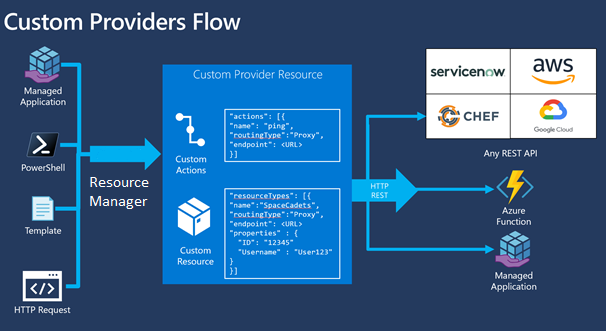 Custom Providers Flow
Managed
Application
PowerShell
Template
HTTP Request
Resource
Manager
Custom Provider Resource
Custom
Actions
"actions": [{
"name": "ping",
"routingType":"Proxy",
"endpoint": <URL>
}]
Custom
Resource
"resourceTypes": [{
"name":"SpaceCadets",
"routingType":"Proxy",
"endpoint": <URL>
"properties" : {
"ID": "12345"
"Username" : "User123"
}
}]
HTTP
REST
servicenow
aws
CHEF
Google Cloud
Any REST API
Azure
Function
Managed
Application